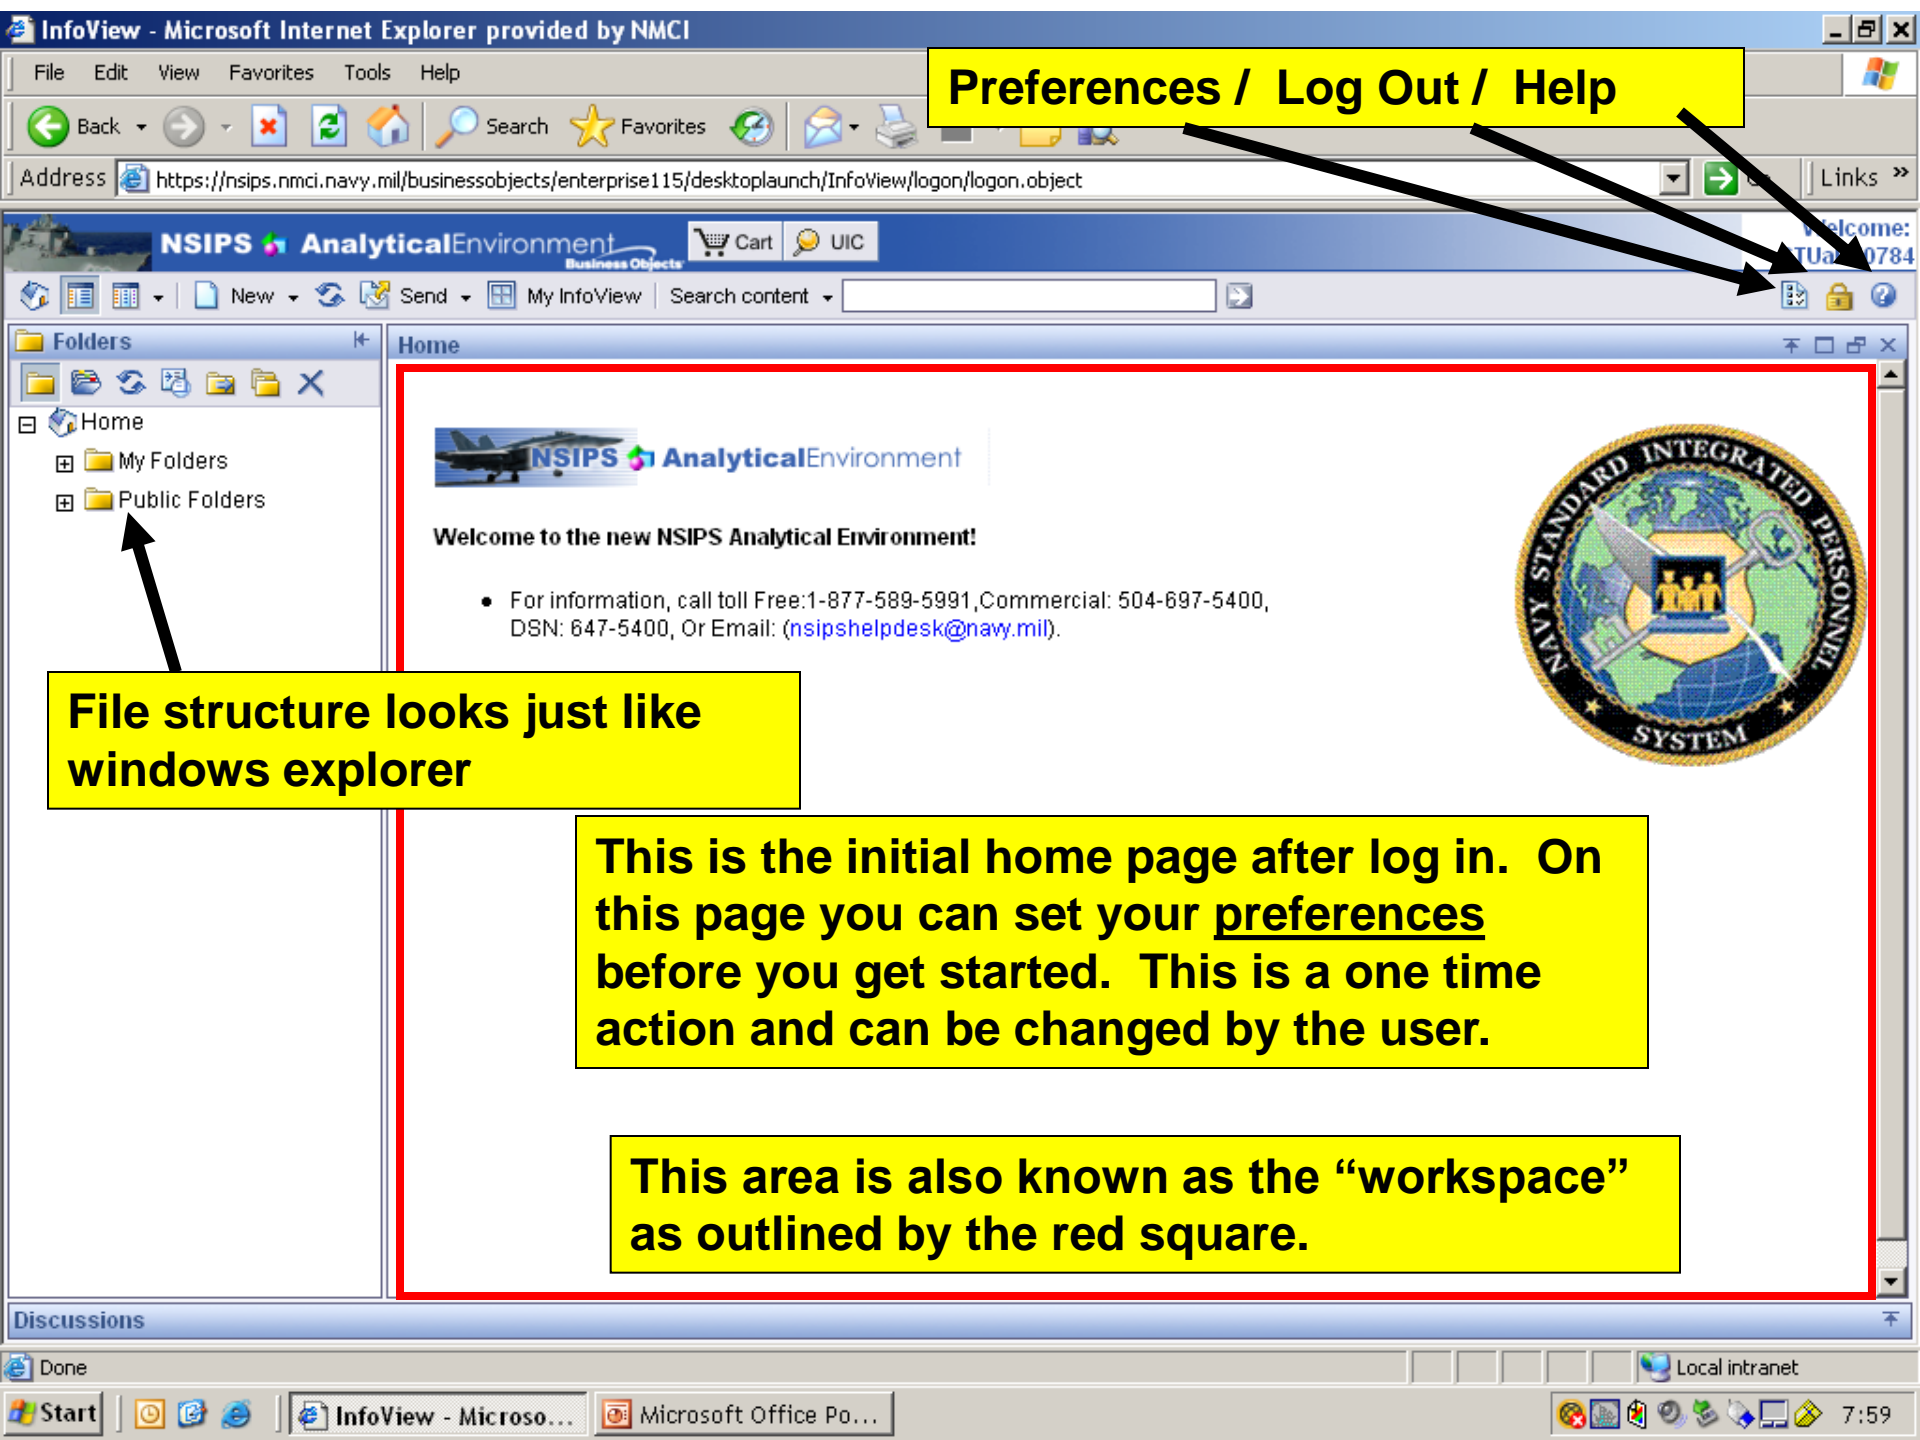 InfoView - Microsoft Internet Explorer provided by NMCI
File Edit View Favorites Tools Help
Preferences / Log Out / Help
Back Search Favorites
Address https://nsips.nmci.navy.mil/businessobjects/enterprise115/desktoplaunch/InfoView/logon/logon.object Links »
NSIPS AnalyticalEnvironment Cart UIC Welcome:
Business Objects 0784
New Send My InfoView Search content
Folders
Home
Home
My Folders
Public Folders
NSIPS AnalyticalEnvironment
NAVY STANDARD INTEGRATED PERSONNEL SYSTEM
Welcome to the new NSIPS Analytical Environment!
• For information, call toll Free:1-877-589-5991,Commercial: 504-697-5400,
DSN: 647-5400, Or Email: (nsipshelpdesk@navy.mil).
File structure looks just like
windows explorer
This is the initial home page after log in. On
this page you can set your preferences
before you get started. This is a one time
action and can be changed by the user.
This area is also known as the “workspace”
as outlined by the red square.
Discussions
Done Local intranet
Start InfoView - Microso... Microsoft Office Po... 7:59